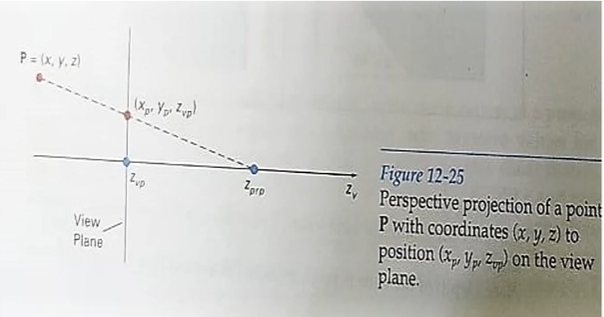 P = (x, y, z)
(xp, yp, zvp)
zvp
zprp
zv
View
Plane
Figure 12-25
Perspective projection of a point
P with coordinates (x, y, z) to
position (xp, yp, zvp) on the view
plane.